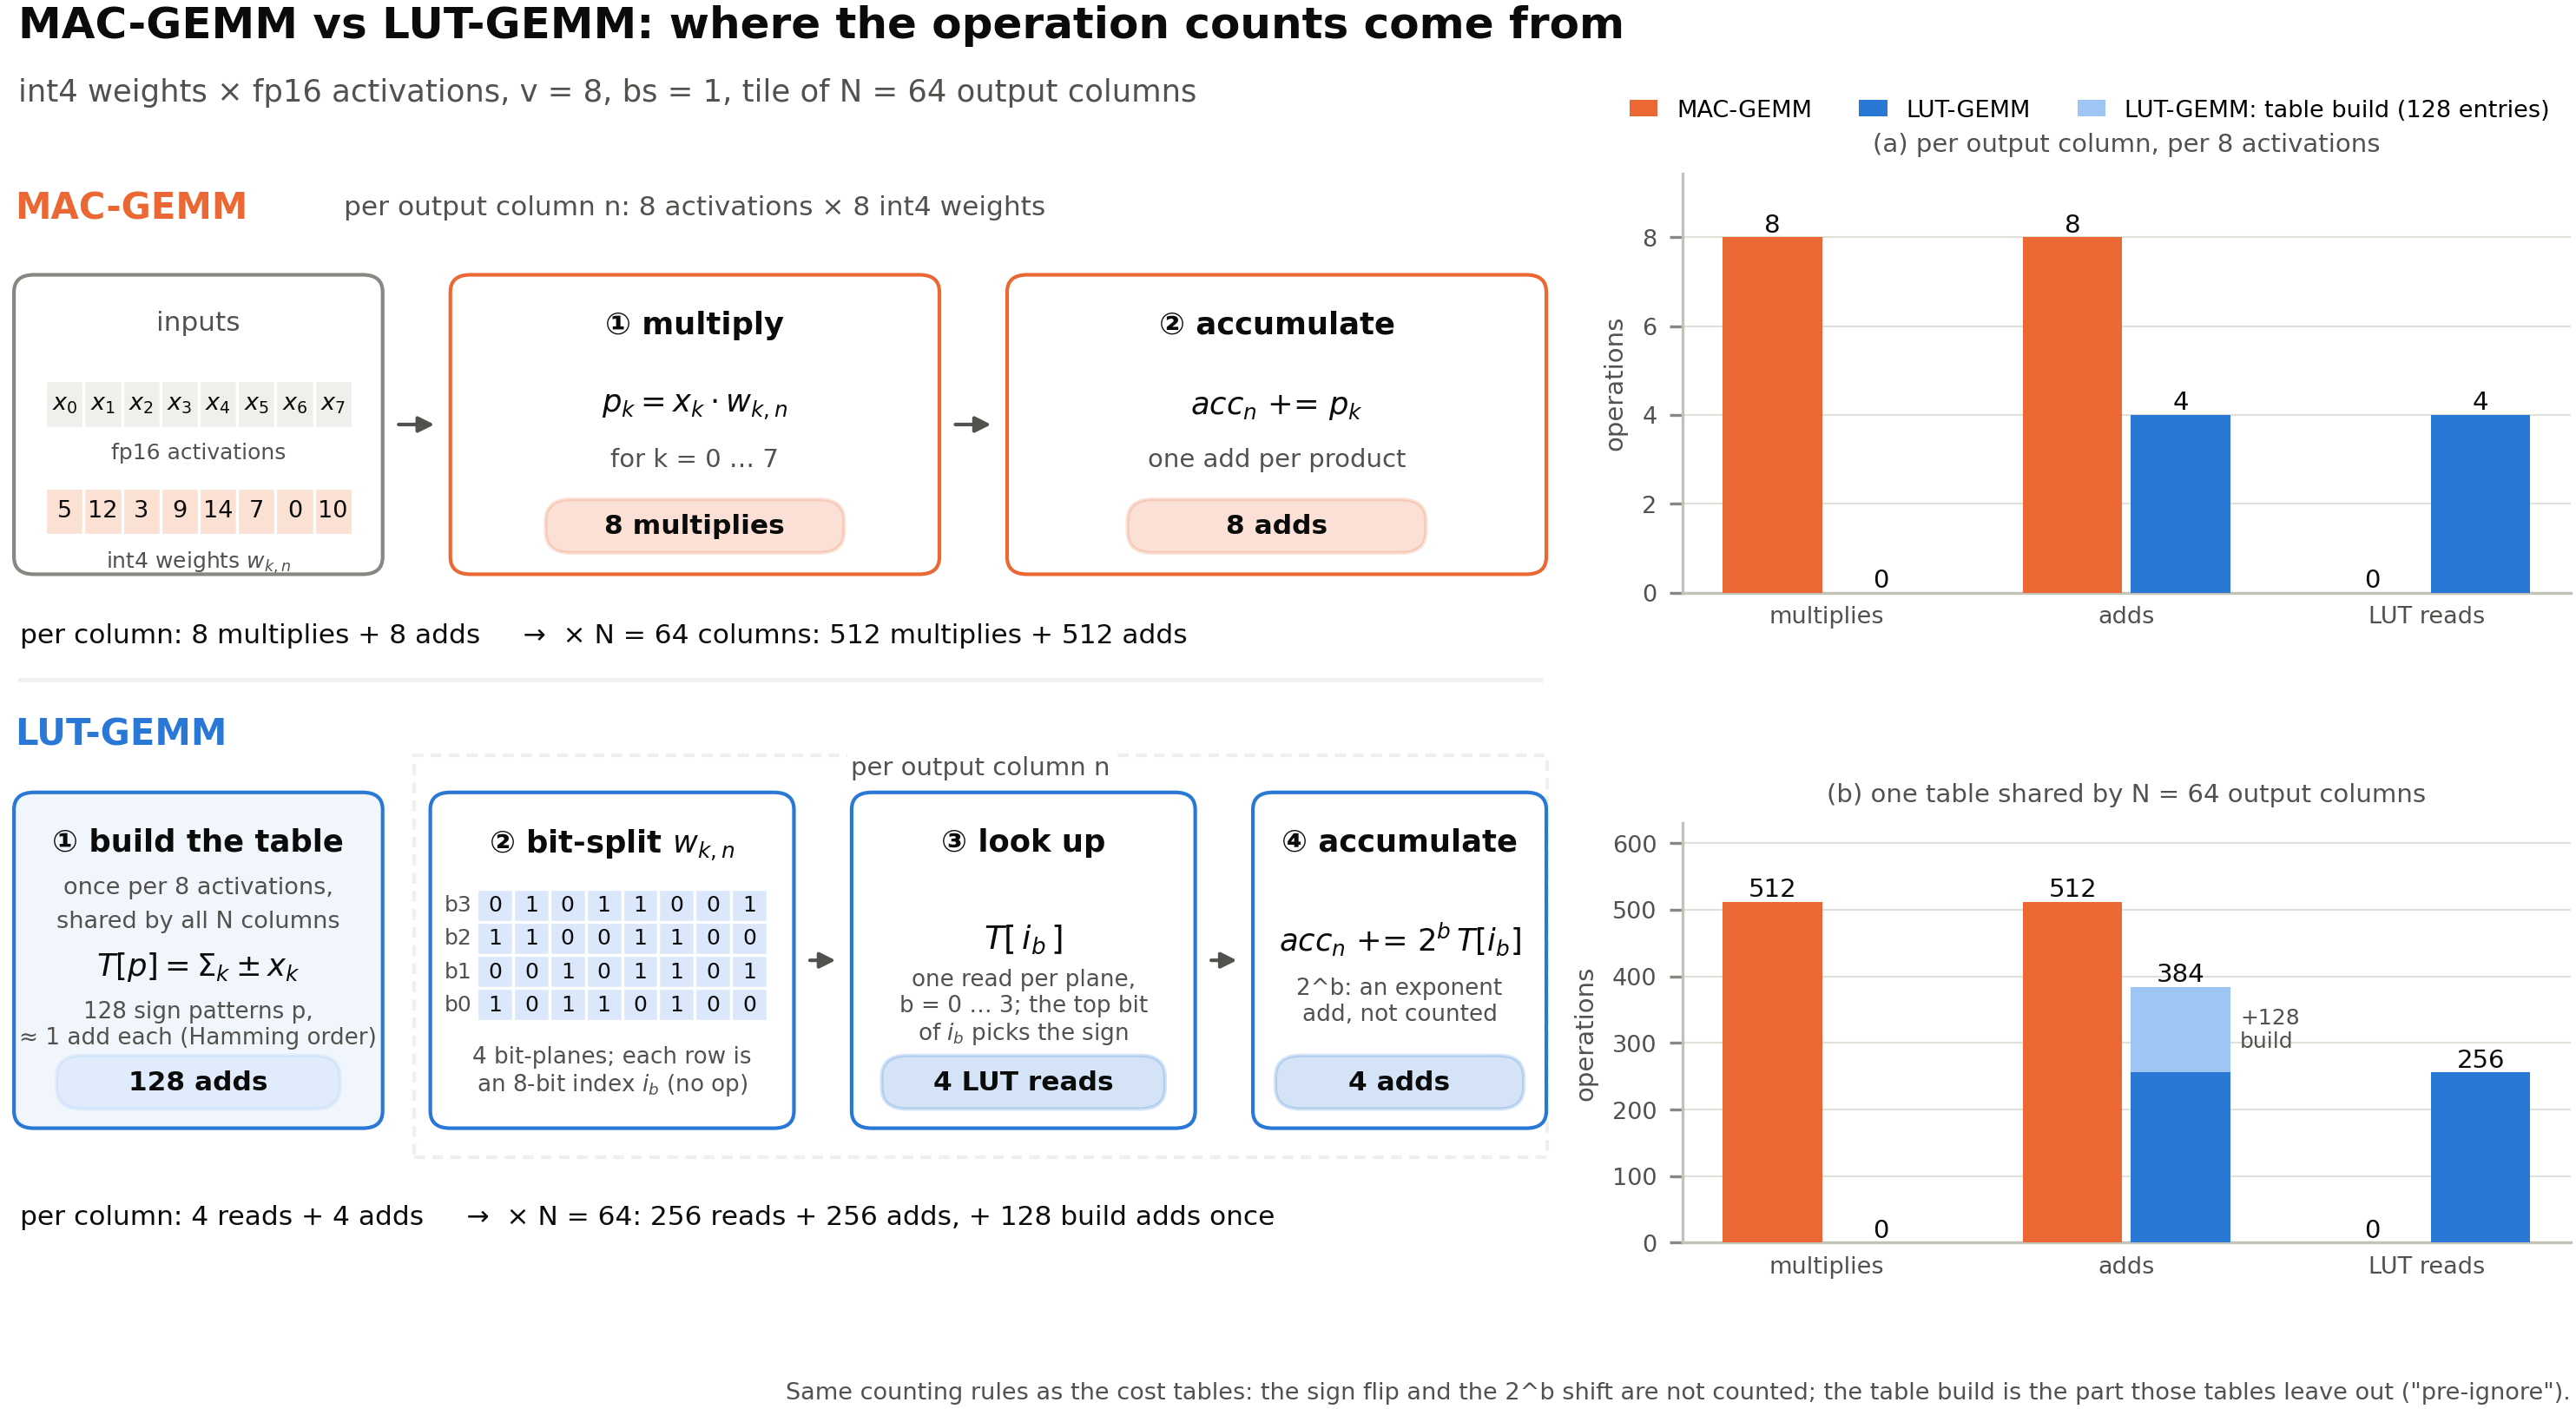 MAC-GEMM vs LUT-GEMM: where the operation counts come from
int4 weights × fp16 activations, v = 8, bs = 1, tile of N = 64 output columns
MAC-GEMM per output column n: 8 activations × 8 int4 weights
inputs
x0 x1 x2 x3 x4 x5 x6 x7
fp16 activations
5 12 3 9 14 7 0 10
int4 weights wk,n
① multiply
pk = xk · wk,n
for k = 0 … 7
8 multiplies
② accumulate
accn += pk
one add per product
8 adds
per column: 8 multiplies + 8 adds → × N = 64 columns: 512 multiplies + 512 adds
LUT-GEMM
① build the table
once per 8 activations,
shared by all N columns
T[p] = Σk ± xk
128 sign patterns p,
≈ 1 add each (Hamming order)
128 adds
per output column n
② bit-split wk,n
b3 0 1 0 1 1 0 0 1
b2 1 1 0 0 1 1 0 0
b1 0 0 1 0 1 1 0 1
b0 1 0 1 1 0 1 0 0
4 bit-planes; each row is
an 8-bit index ib (no op)
③ look up
T[ ib ]
one read per plane,
b = 0 … 3; the top bit
of ib picks the sign
4 LUT reads
④ accumulate
accn += 2^b T[ib]
2^b: an exponent
add, not counted
4 adds
per column: 4 reads + 4 adds → × N = 64: 256 reads + 256 adds, + 128 build adds once
MAC-GEMM LUT-GEMM LUT-GEMM: table build (128 entries)
(a) per output column, per 8 activations
operations
8
6
4
2
0
8 0 8 4 0 4
multiplies adds LUT reads
(b) one table shared by N = 64 output columns
operations
600
500
400
300
200
100
0
512 0 512 384 0 256
+128
build
multiplies adds LUT reads
Same counting rules as the cost tables: the sign flip and the 2^b shift are not counted; the table build is the part those tables leave out ("pre-ignore").